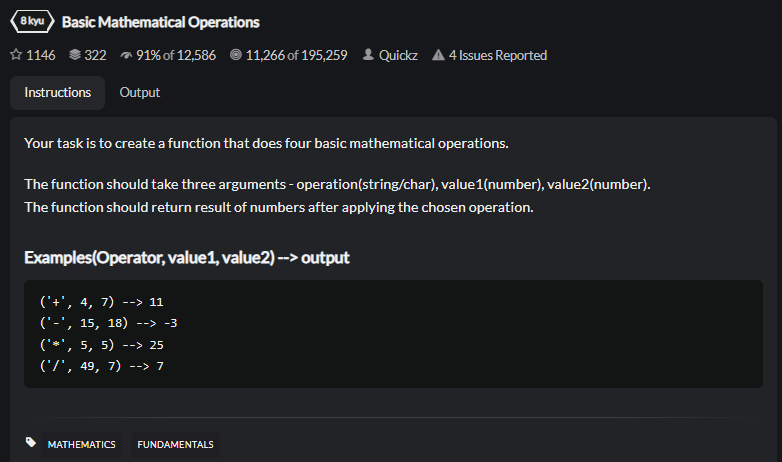 8 kyu Basic Mathematical Operations
1146 322 91% of 12,586 11,266 of 195,259 Quickz 4 Issues Reported
Instructions Output
Your task is to create a function that does four basic mathematical operations.
The function should take three arguments - operation(string/char), value1(number), value2(number).
The function should return result of numbers after applying the chosen operation.
Examples(Operator, value1, value2) --> output
('+', 4, 7) --> 11
('-', 15, 18) --> -3
('*', 5, 5) --> 25
('/', 49, 7) --> 7
MATHEMATICS FUNDAMENTALS